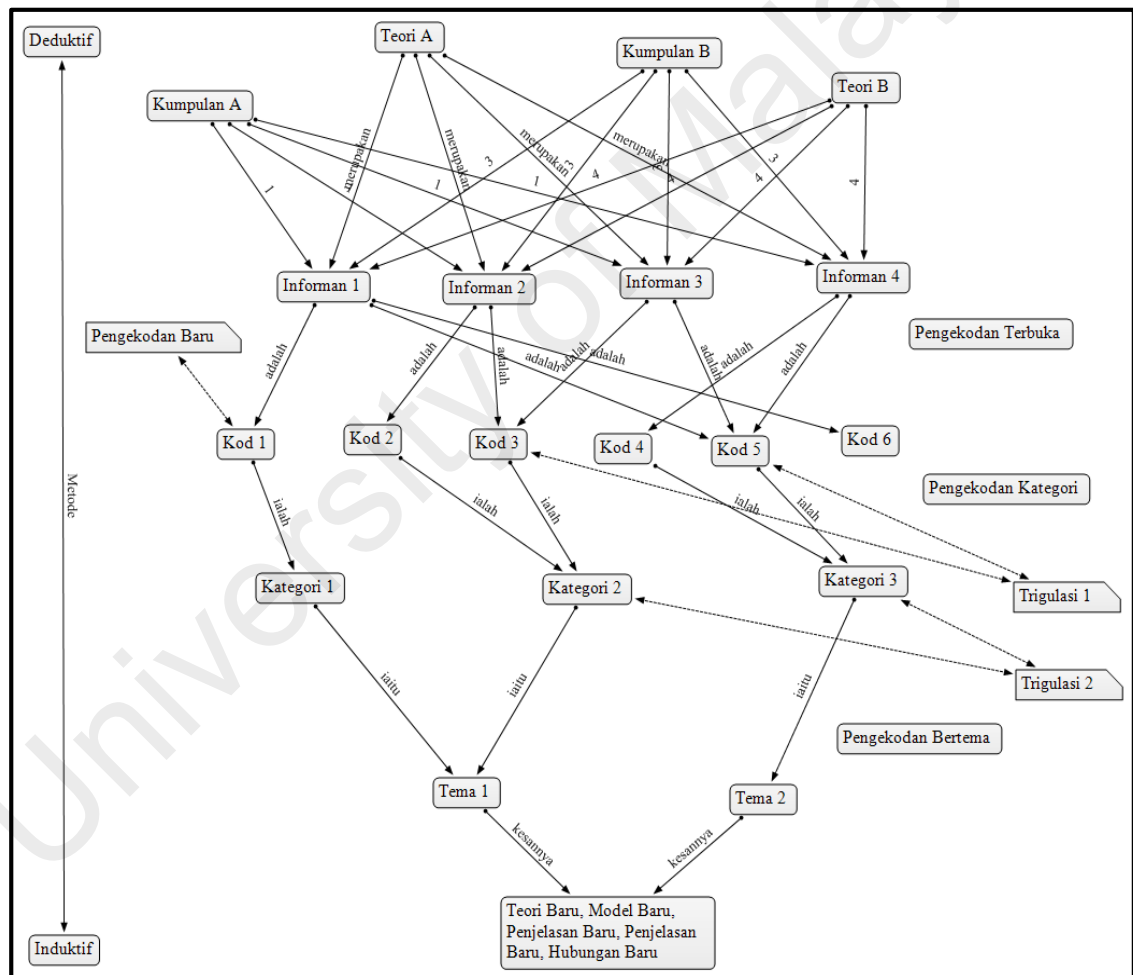 Deduktif
Teori A
Kumpulan B
Teori B
Kumpulan A
merupakan
merupakan
merupakan
merupakan
1
1
1
3
3
3
4
4
4
4
Informan 1
Informan 2
Informan 3
Informan 4
Pengekodan Baru
Pengekodan Terbuka
adalah
adalah
adalah
adalah
adalah
adalah
adalah
adalah
adalah
Kod 1
Kod 2
Kod 3
Kod 4
Kod 5
Kod 6
Metode
Pengekodan Kategori
ialah
ialah
ialah
ialah
ialah
Kategori 1
Kategori 2
Kategori 3
Trigulasi 1
Trigulasi 2
iaitu
iaitu
iaitu
Pengekodan Bertema
Tema 1
Tema 2
kesannya
kesannya
Teori Baru, Model Baru,
Penjelasan Baru, Penjelasan
Baru, Hubungan Baru
Induktif
University of Malay